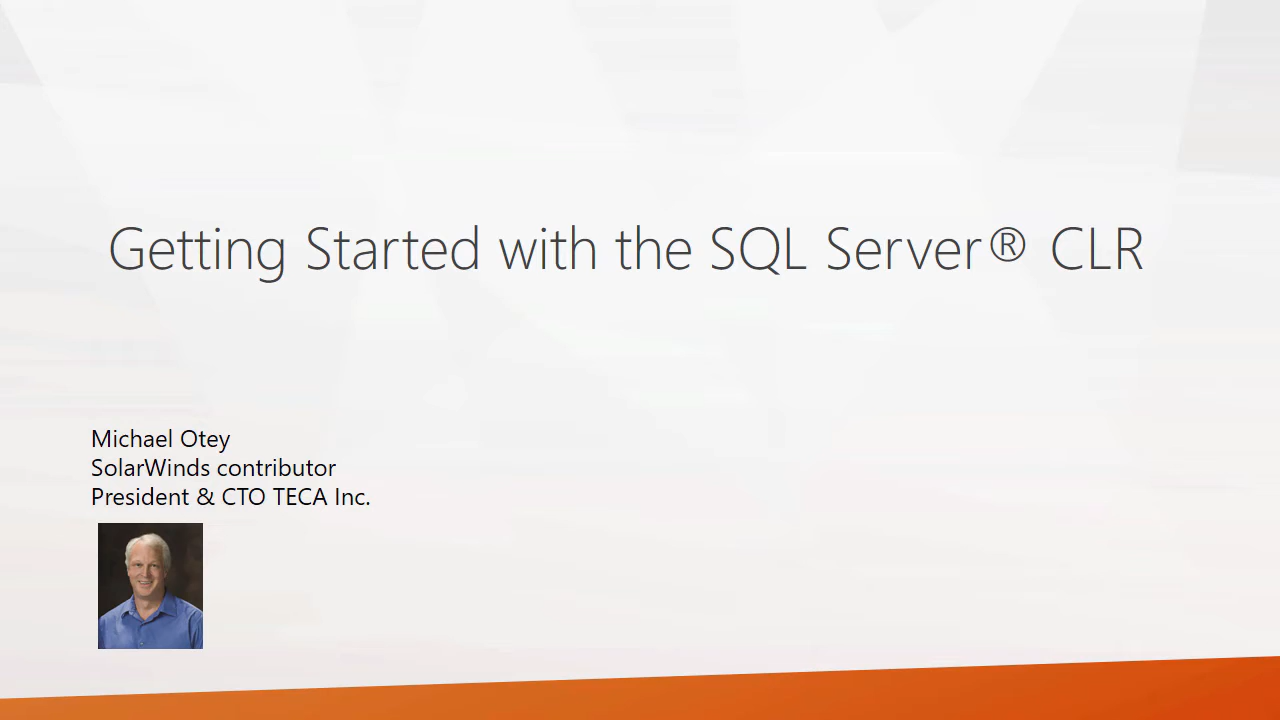 Getting Started with the SQL Server® CLR
Michael Otey
SolarWinds contributor
President & CTO TECA Inc.